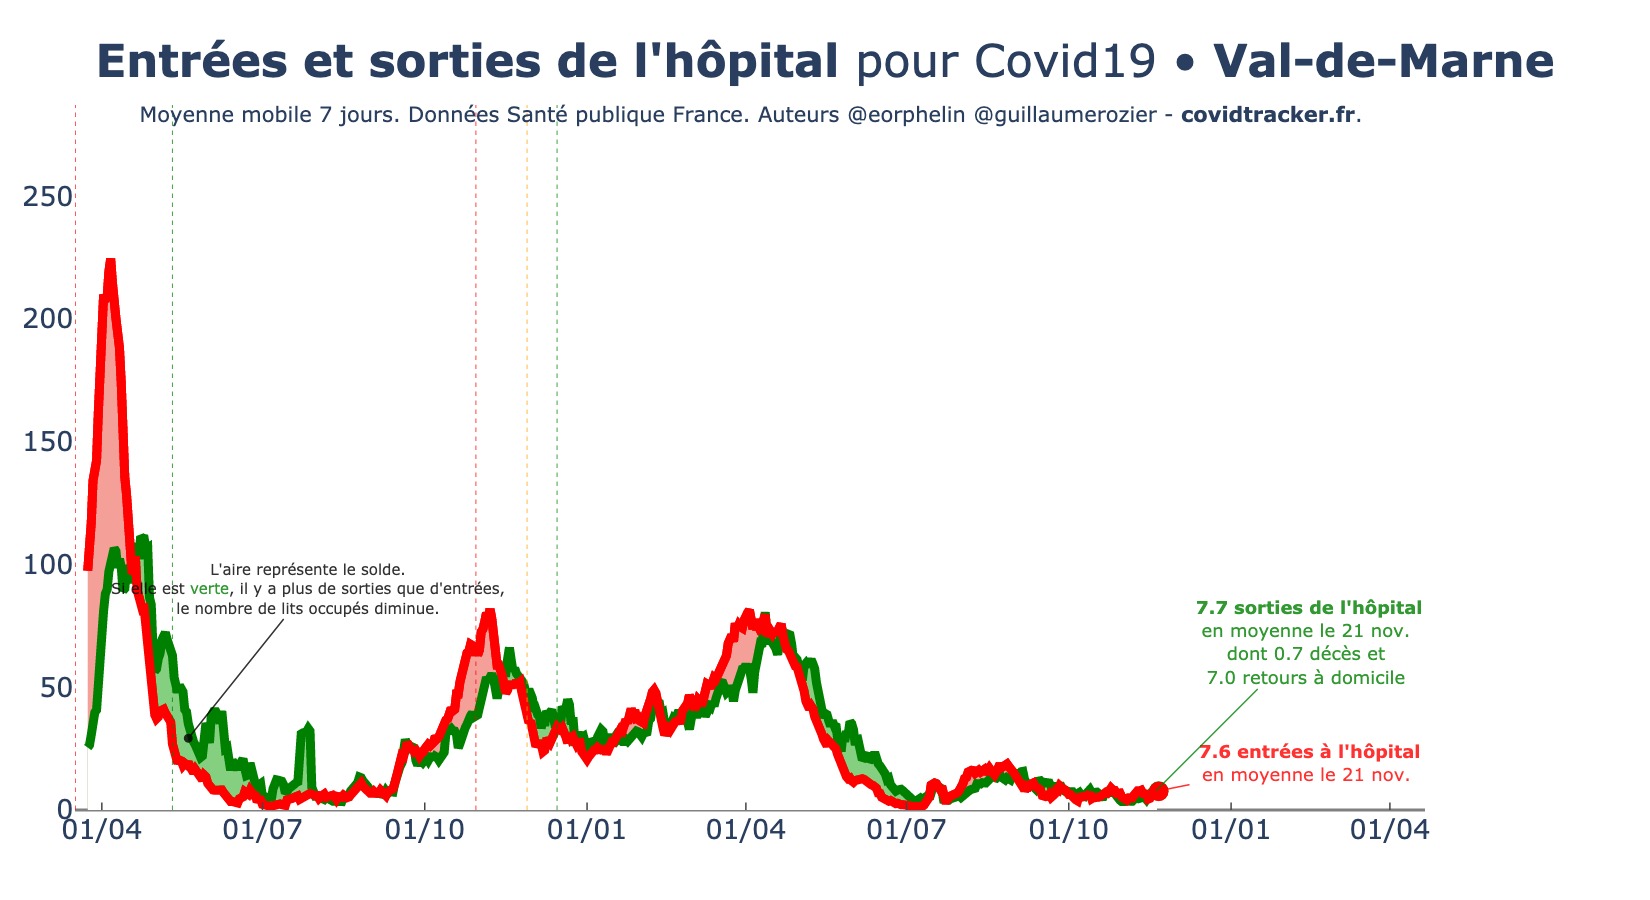 Entrées et sorties de l'hôpital pour Covid19 • Val-de-Marne
Moyenne mobile 7 jours. Données Santé publique France. Auteurs @eorphelin @guillaumerozier - covidtracker.fr.
250
200
150
100
50
0
L'aire représente le solde.
Si elle est verte, il y a plus de sorties que d'entrées,
le nombre de lits occupés diminue.
7.7 sorties de l'hôpital
en moyenne le 21 nov.
dont 0.7 décès et
7.0 retours à domicile
7.6 entrées à l'hôpital
en moyenne le 21 nov.
01/04 01/07 01/10 01/01 01/04 01/07 01/10 01/01 01/04